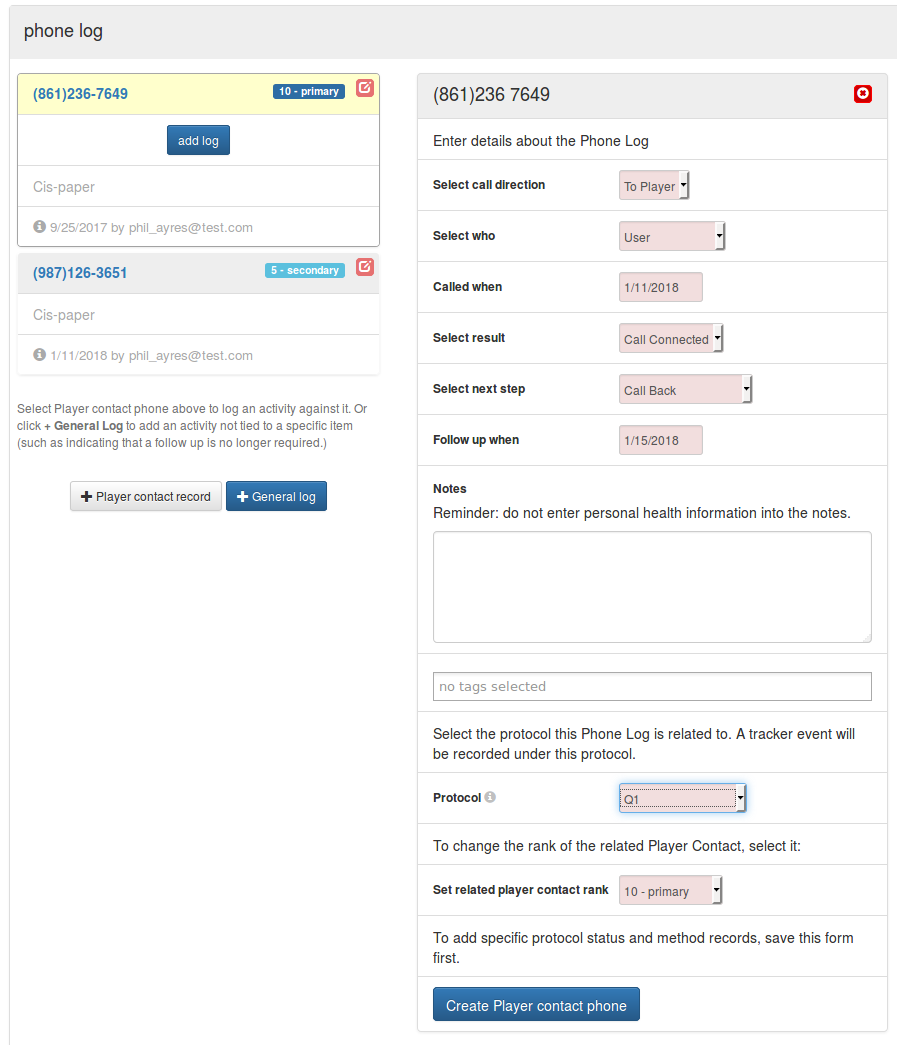 phone log
(861)236-7649
10 - primary
add log
Cis-paper
9/25/2017 by phil_ayres@test.com
(987)126-3651
5 - secondary
Cis-paper
1/11/2018 by phil_ayres@test.com
Select Player contact phone above to log an activity against it. Or
click + General Log to add an activity not tied to a specific item
(such as indicating that a follow up is no longer required.)
Player contact record
General log
(861)236 7649
Enter details about the Phone Log
Select call direction
To Player
Select who
User
Called when
1/11/2018
Select result
Call Connected
Select next step
Call Back
Follow up when
1/15/2018
Notes
Reminder: do not enter personal health information into the notes.
no tags selected
Select the protocol this Phone Log is related to. A tracker event will
be recorded under this protocol.
Protocol
Q1
To change the rank of the related Player Contact, select it:
Set related player contact rank
10 - primary
To add specific protocol status and method records, save this form
first.
Create Player contact phone